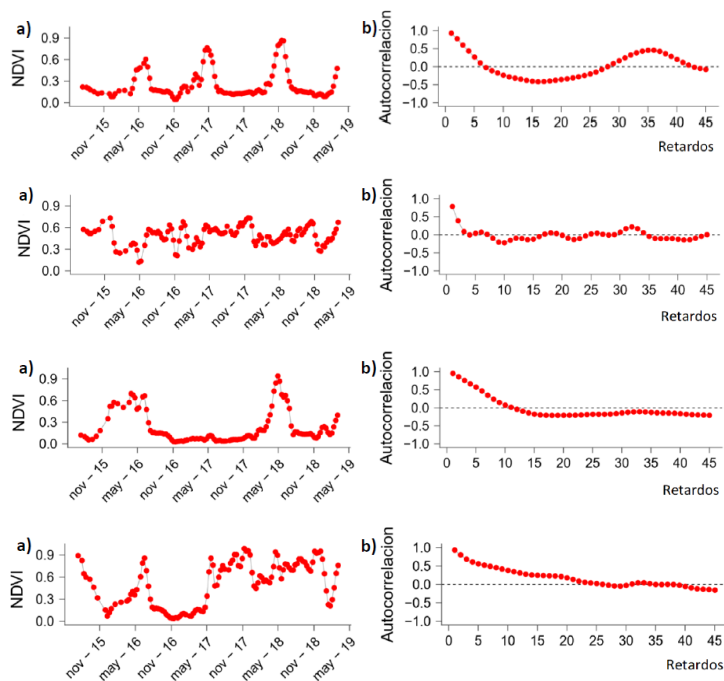 a)
NDVI
0.9
0.6
0.3
0.0
nov – 15
may – 16
nov – 16
may – 17
nov – 17
may – 18
nov – 18
may – 19
b)
Autocorrelacion
1.0
0.5
0.0
−0.5
−1.0
0 5 10 15 20 25 30 35 40 45
Retardos
a)
NDVI
0.9
0.6
0.3
0.0
nov – 15
may – 16
nov – 16
may – 17
nov – 17
may – 18
nov – 18
may – 19
b)
Autocorrelacion
1.0
0.5
0.0
−0.5
−1.0
0 5 10 15 20 25 30 35 40 45
Retardos
a)
NDVI
0.9
0.6
0.3
0.0
nov – 15
may – 16
nov – 16
may – 17
nov – 17
may – 18
nov – 18
may – 19
b)
Autocorrelacion
1.0
0.5
0.0
−0.5
−1.0
0 5 10 15 20 25 30 35 40 45
Retardos
a)
NDVI
0.9
0.6
0.3
0.0
nov – 15
may – 16
nov – 16
may – 17
nov – 17
may – 18
nov – 18
may – 19
b)
Autocorrelacion
1.0
0.5
0.0
−0.5
−1.0
0 5 10 15 20 25 30 35 40 45
Retardos